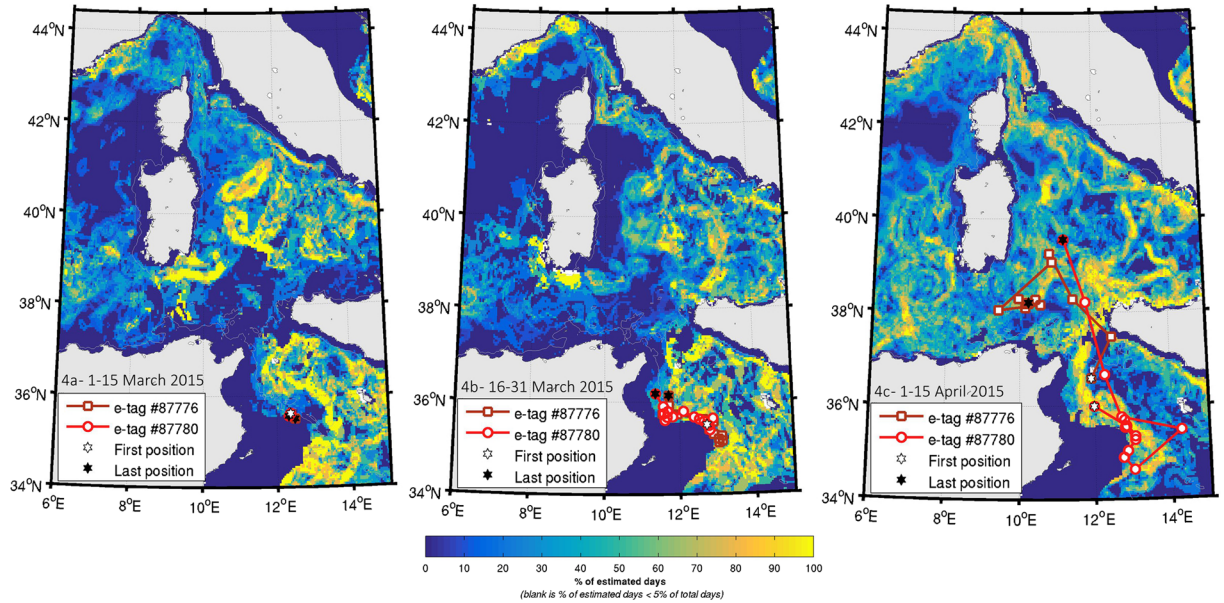 44°N
42°N
40°N
38°N
36°N
34°N
4a- 1-15 March 2015
e-tag #87776
e-tag #87780
First position
Last position
6°E
8°E
10°E
12°E
14°E
44°N
42°N
40°N
38°N
36°N
34°N
4b- 16-31 March 2015
e-tag #87776
e-tag #87780
First position
Last position
6°E
8°E
10°E
12°E
14°E
44°N
42°N
40°N
38°N
36°N
34°N
4c- 1-15 April 2015
e-tag #87776
e-tag #87780
First position
Last position
6°E
8°E
10°E
12°E
14°E
0 10 20 30 40 50 60 70 80 90 100
% of estimated days
(blank is % of estimated days < 5% of total days)